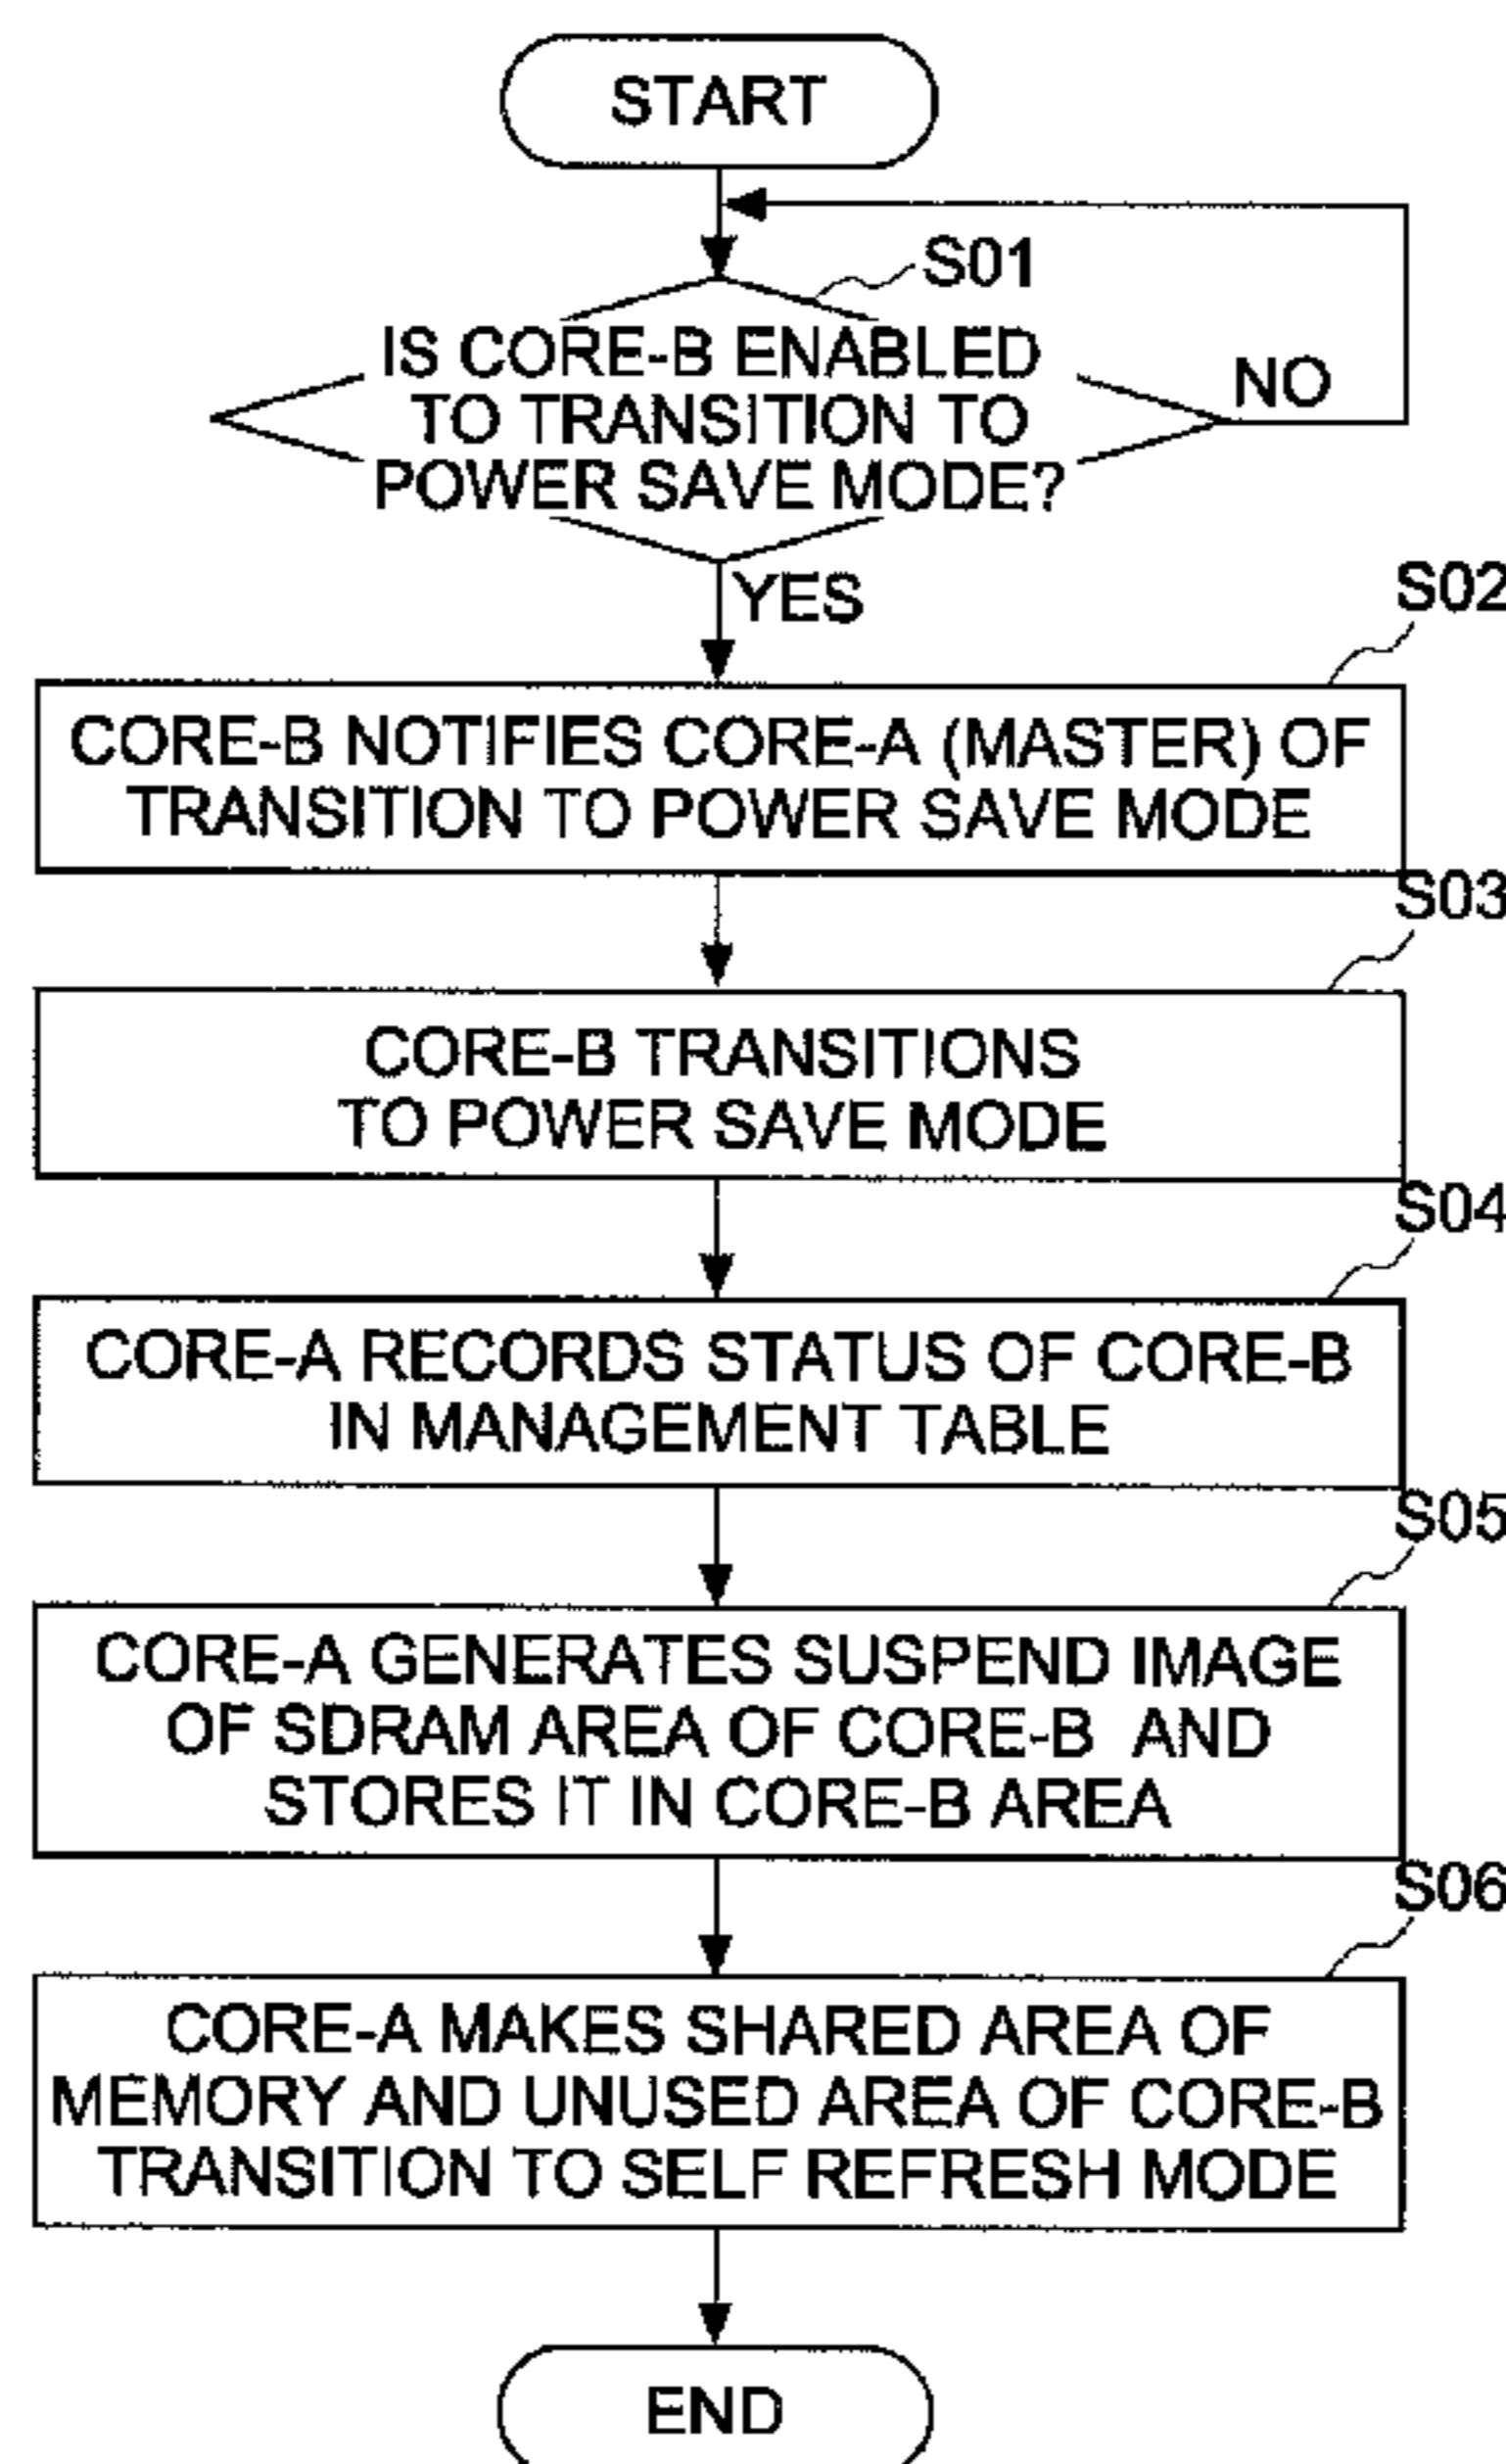 START
S01
IS CORE-B ENABLED
TO TRANSITION TO
POWER SAVE MODE?
NO
YES
S02
CORE-B NOTIFIES CORE-A (MASTER) OF
TRANSITION TO POWER SAVE MODE
S03
CORE-B TRANSITIONS
TO POWER SAVE MODE
S04
CORE-A RECORDS STATUS OF CORE-B
IN MANAGEMENT TABLE
S05
CORE-A GENERATES SUSPEND IMAGE
OF SDRAM AREA OF CORE-B AND
STORES IT IN CORE-B AREA
S06
CORE-A MAKES SHARED AREA OF
MEMORY AND UNUSED AREA OF CORE-B
TRANSITION TO SELF REFRESH MODE
END